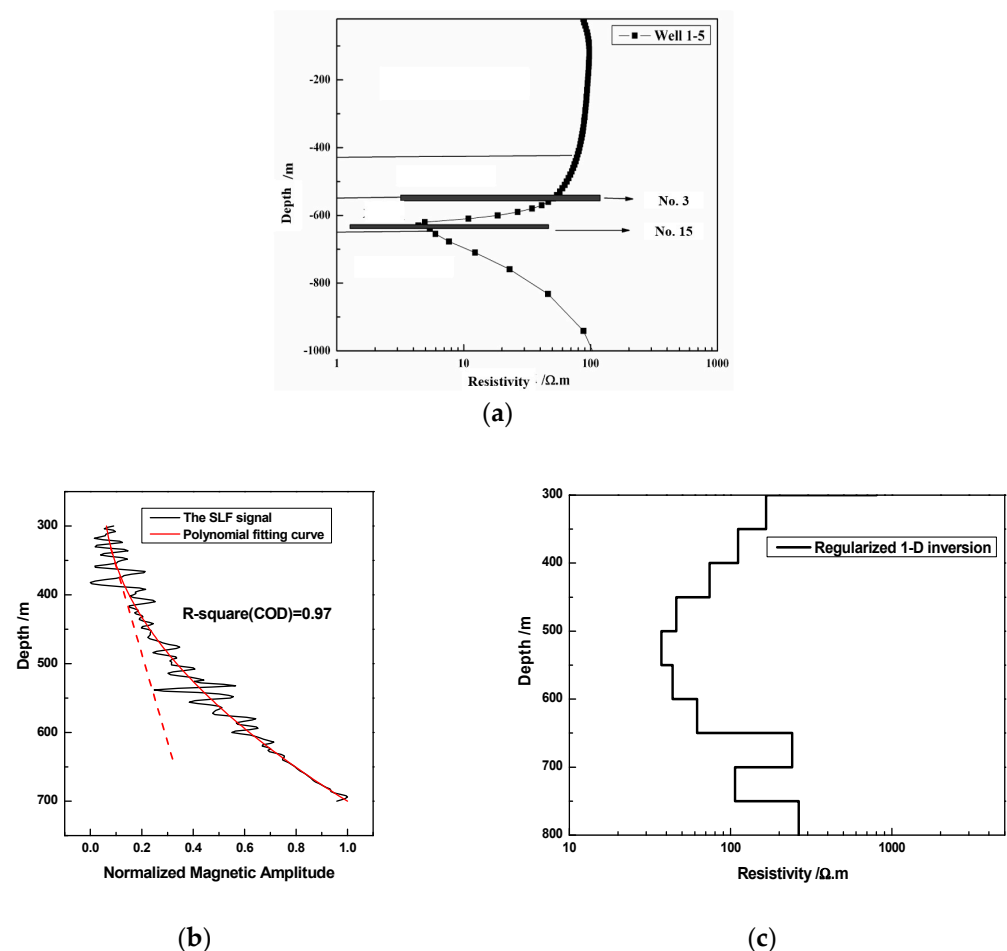 Well 1-5
-200
-400
-600
-800
-1000
Depth /m
No. 3
No. 15
1 10 100 1000
Resistivity /Ω.m
(a)
300
400
500
600
700
Depth /m
The SLF signal
Polynomial fitting curve
R-square(COD)=0.97
0.0 0.2 0.4 0.6 0.8 1.0
Normalized Magnetic Amplitude
(b)
300
400
500
600
700
800
Depth /m
Regularized 1-D inversion
10 100 1000
Resistivity /Ω.m
(c)